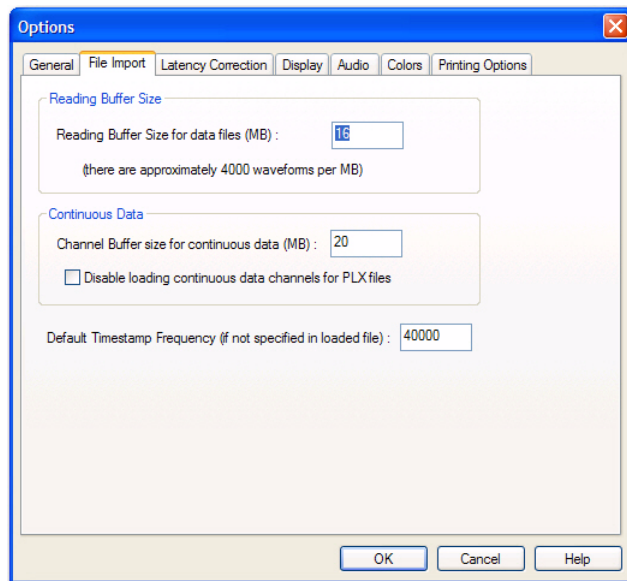 Options
General File Import Latency Correction Display Audio Colors Printing Options
Reading Buffer Size
Reading Buffer Size for data files (MB) : 16
(there are approximately 4000 waveforms per MB)
Continuous Data
Channel Buffer size for continuous data (MB) : 20
Disable loading continuous data channels for PLX files
Default Timestamp Frequency (if not specified in loaded file) : 40000
OK Cancel Help